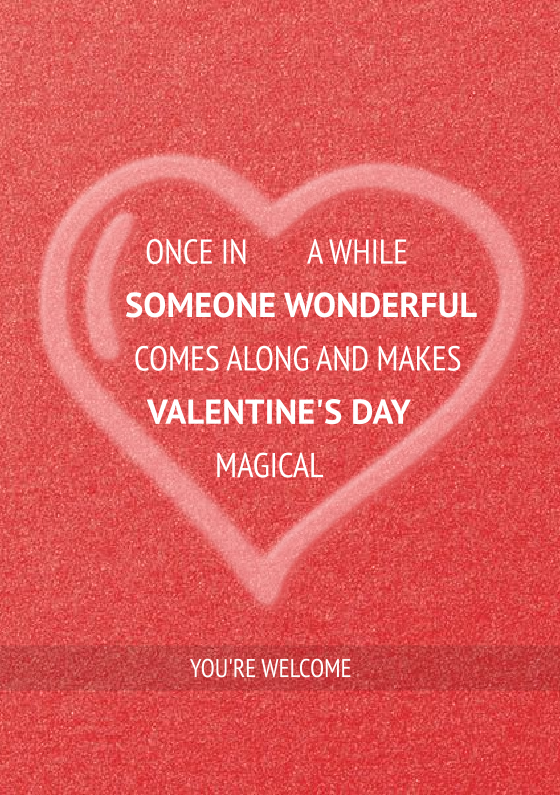 ONCE IN A WHILE
SOMEONE WONDERFUL
COMES ALONG AND MAKES
VALENTINE'S DAY
MAGICAL
YOU'RE WELCOME